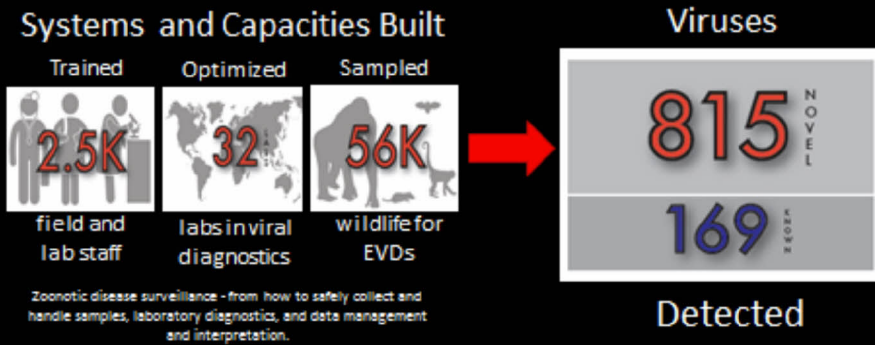 Systems and Capacities Built
Trained
2.5K
field and
lab staff
Optimized
32
LABS
labs in viral
diagnostics
Sampled
56K
wildlife for
EVDs
Zoonotic disease surveillance - from how to safely collect and
handle samples, laboratory diagnostics, and data management
and interpretation.
Viruses
815
NOVEL
169
KNOWN
Detected